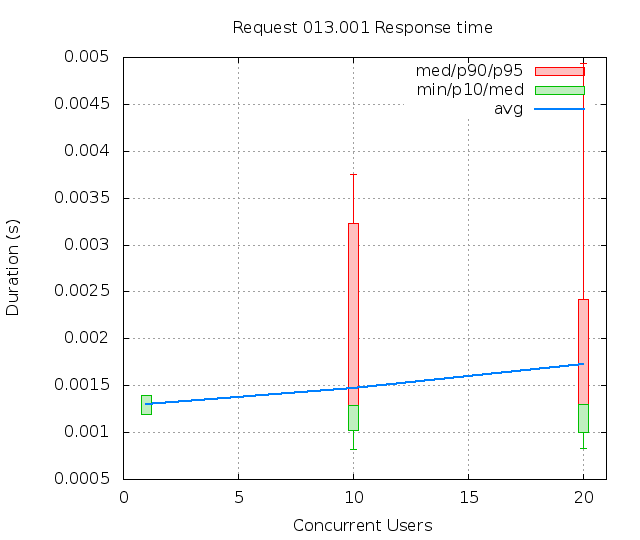 Request 013.001 Response time
med/p90/p95
min/p10/med
avg
0.005
0.0045
0.004
0.0035
0.003
0.0025
0.002
0.0015
0.001
0.0005
Duration (s)
0 5 10 15 20
Concurrent Users